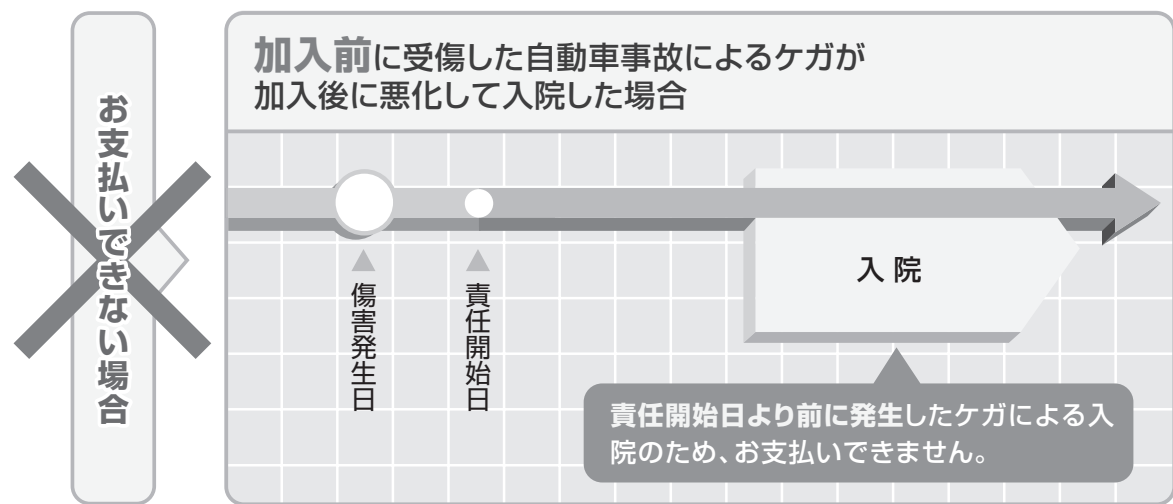 お支払いできない場合
加入前に受傷した自動車事故によるケガが
加入後に悪化して入院した場合
傷害発生日
責任開始日
入院
責任開始日より前に発生したケガによる入
院のため、お支払いできません。